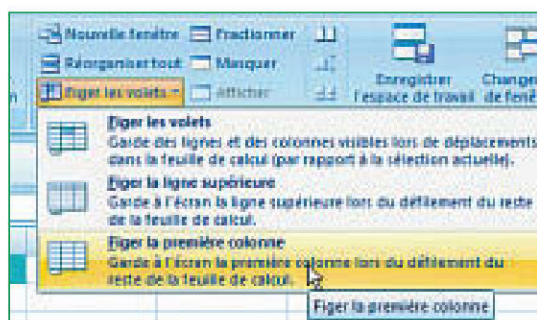 Nouvelle fenêtre Fractionner
Réorganiser tout Masquer
Figer les volets Afficher
Enregistrer
l'espace de travail
Changer
de fenê
Figer les volets
Garde des lignes et des colonnes visibles lors de déplacements
dans la feuille de calcul (par rapport à la sélection actuelle).
Figer la ligne supérieure
Garde à l'écran la ligne supérieure lors du défilement du reste
de la feuille de calcul.
Figer la première colonne
Garde à l'écran la première colonne lors du défilement du
reste de la feuille de calcul.
Figer la première colonne